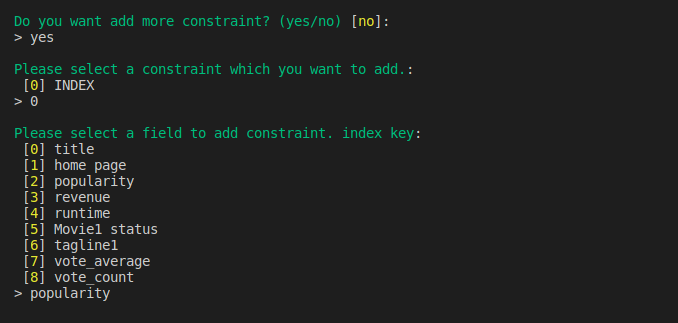 Do you want add more constraint? (yes/no) [no]:
> yes
Please select a constraint which you want to add.:
[0] INDEX
> 0
Please select a field to add constraint. index key:
[0] title
[1] home page
[2] popularity
[3] revenue
[4] runtime
[5] Movie1 status
[6] tagline1
[7] vote_average
[8] vote_count
> popularity